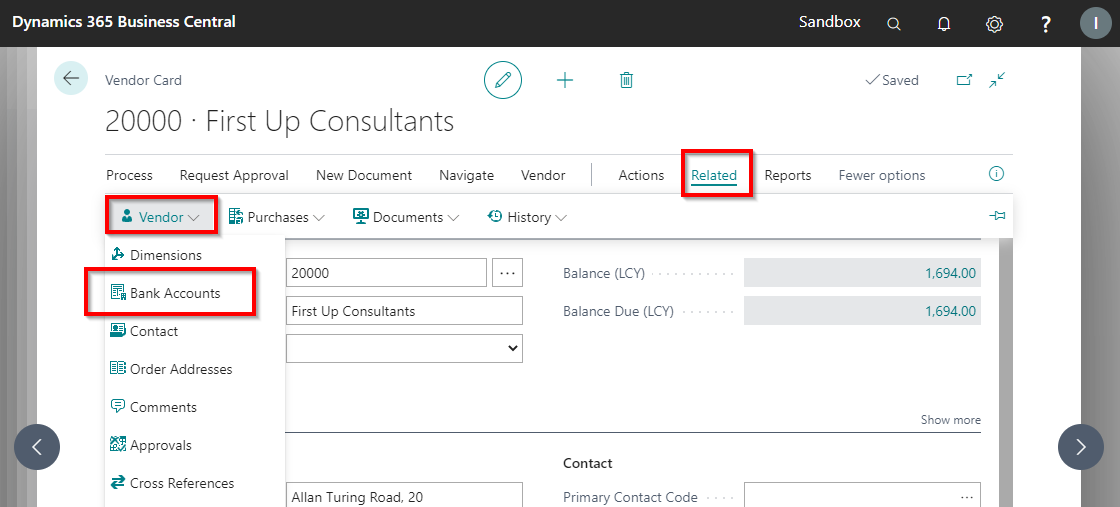 Dynamics 365 Business Central
Sandbox
?
I
Vendor Card
Saved
20000 · First Up Consultants
Process Request Approval New Document Navigate Vendor Actions Related Reports Fewer options
Vendor Purchases Documents History
Dimensions
20000 ··· Balance (LCY) 1,694.00
Bank Accounts
First Up Consultants Balance Due (LCY) 1,694.00
Contact
Order Addresses
Comments
Show more
Approvals
Contact
Cross References
Allan Turing Road, 20 Primary Contact Code ···